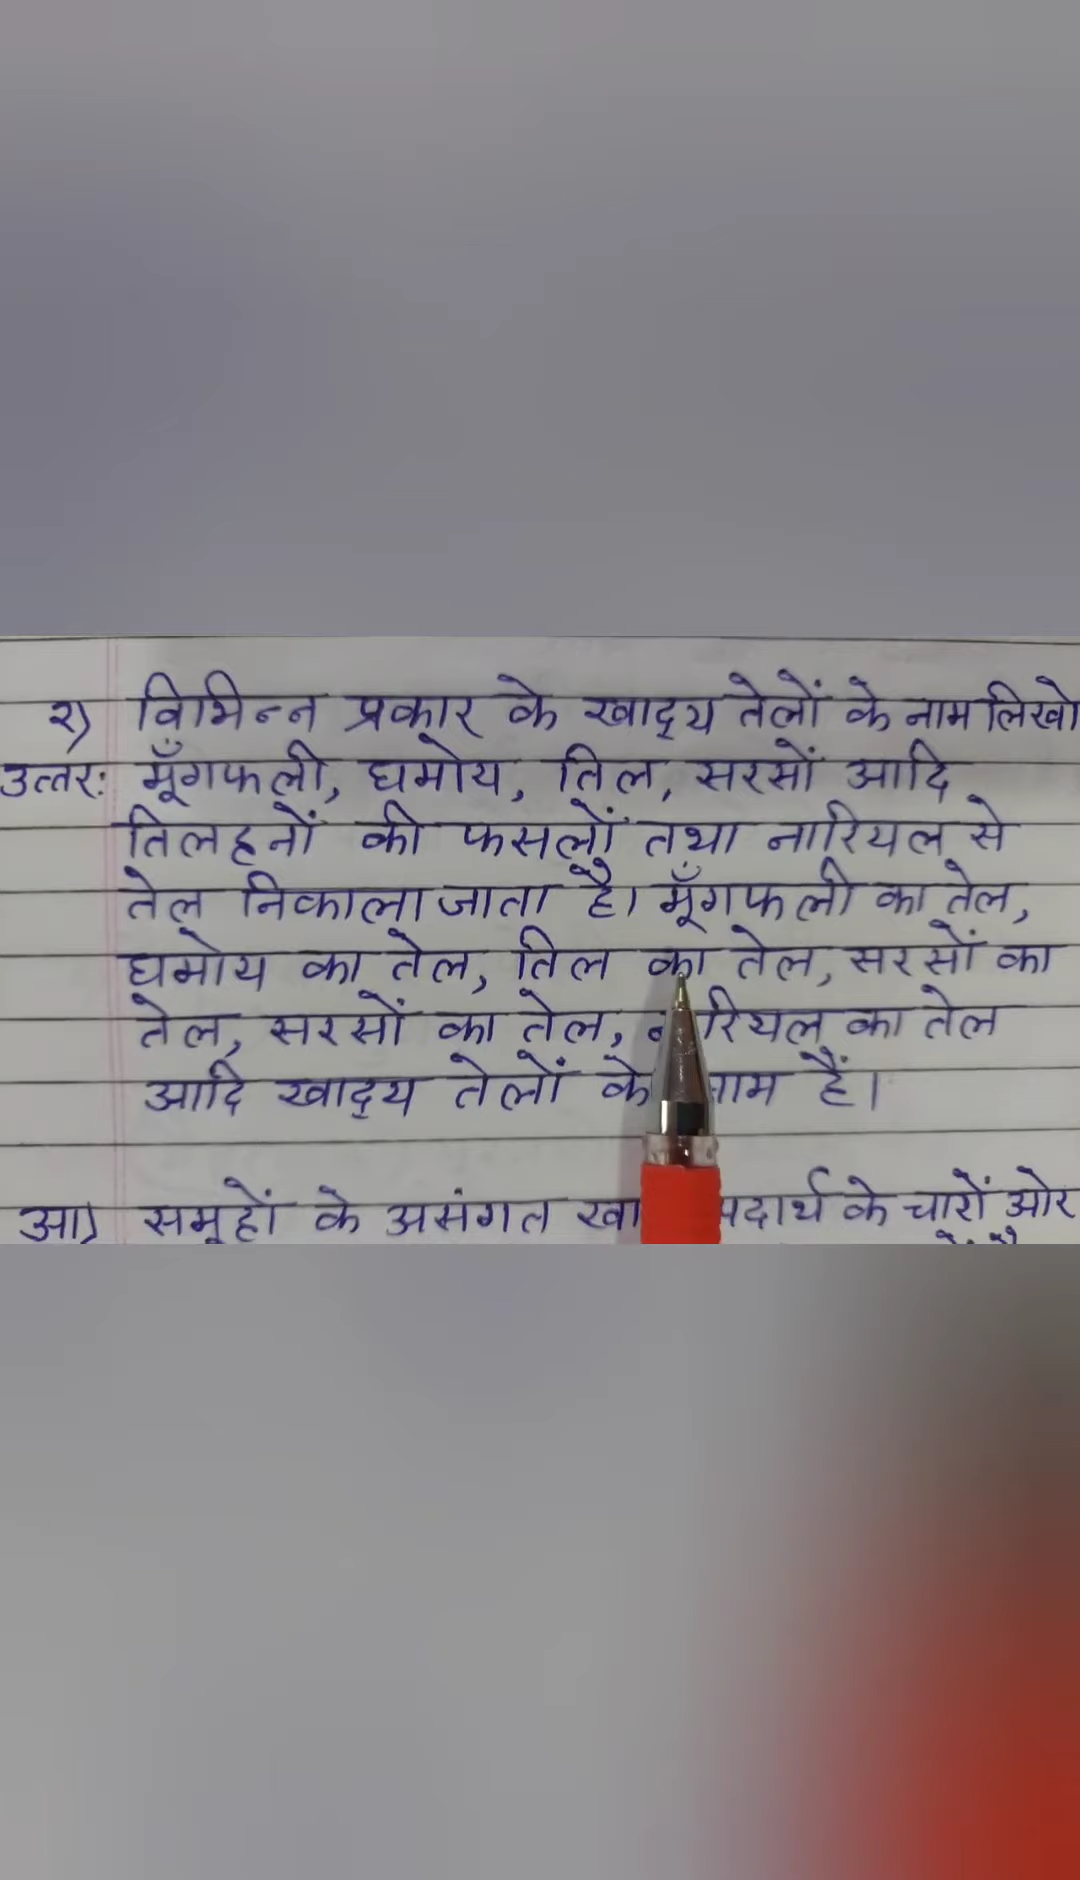 २) विभिन्न प्रकार के खाद्य तेलों के नाम लिखो
उत्तर: मूँगफली, घमोय, तिल, सरसों आदि
तिलहनों की फसलों तथा नारियल से
तेल निकाला जाता है। मूँगफली का तेल,
घमोय का तेल, तिल का तेल, सरसों का
तेल, सरसों का तेल, रियल का तेल
आदि खाद्य तेलों के ाम हैं।
आ) समूहों के असंगत खा पदार्थ के चारों ओर